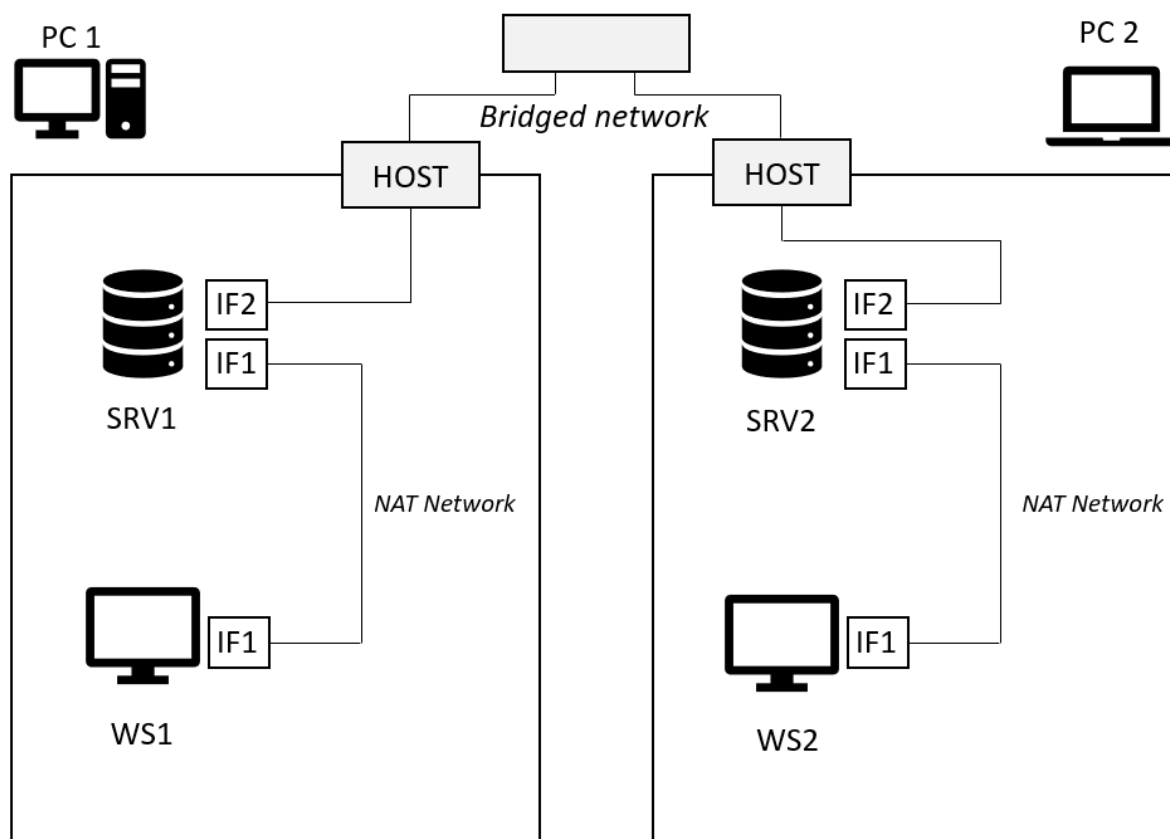 PC 1
PC 2
Bridged network
HOST
HOST
IF2
IF1
SRV1
NAT Network
IF1
WS1
IF2
IF1
SRV2
NAT Network
IF1
WS2